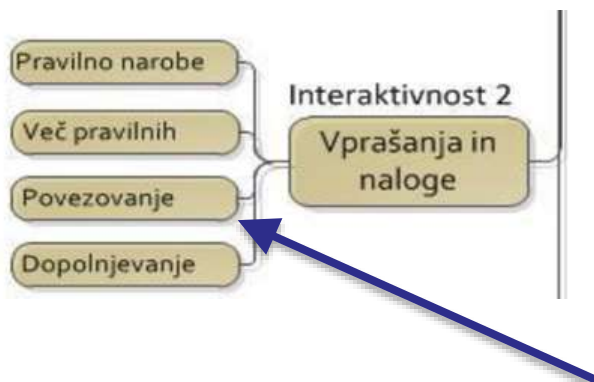 Pravilno narobe
Več pravilnih
Povezovanje
Dopolnjevanje
Interaktivnost 2
Vprašanja in
naloge